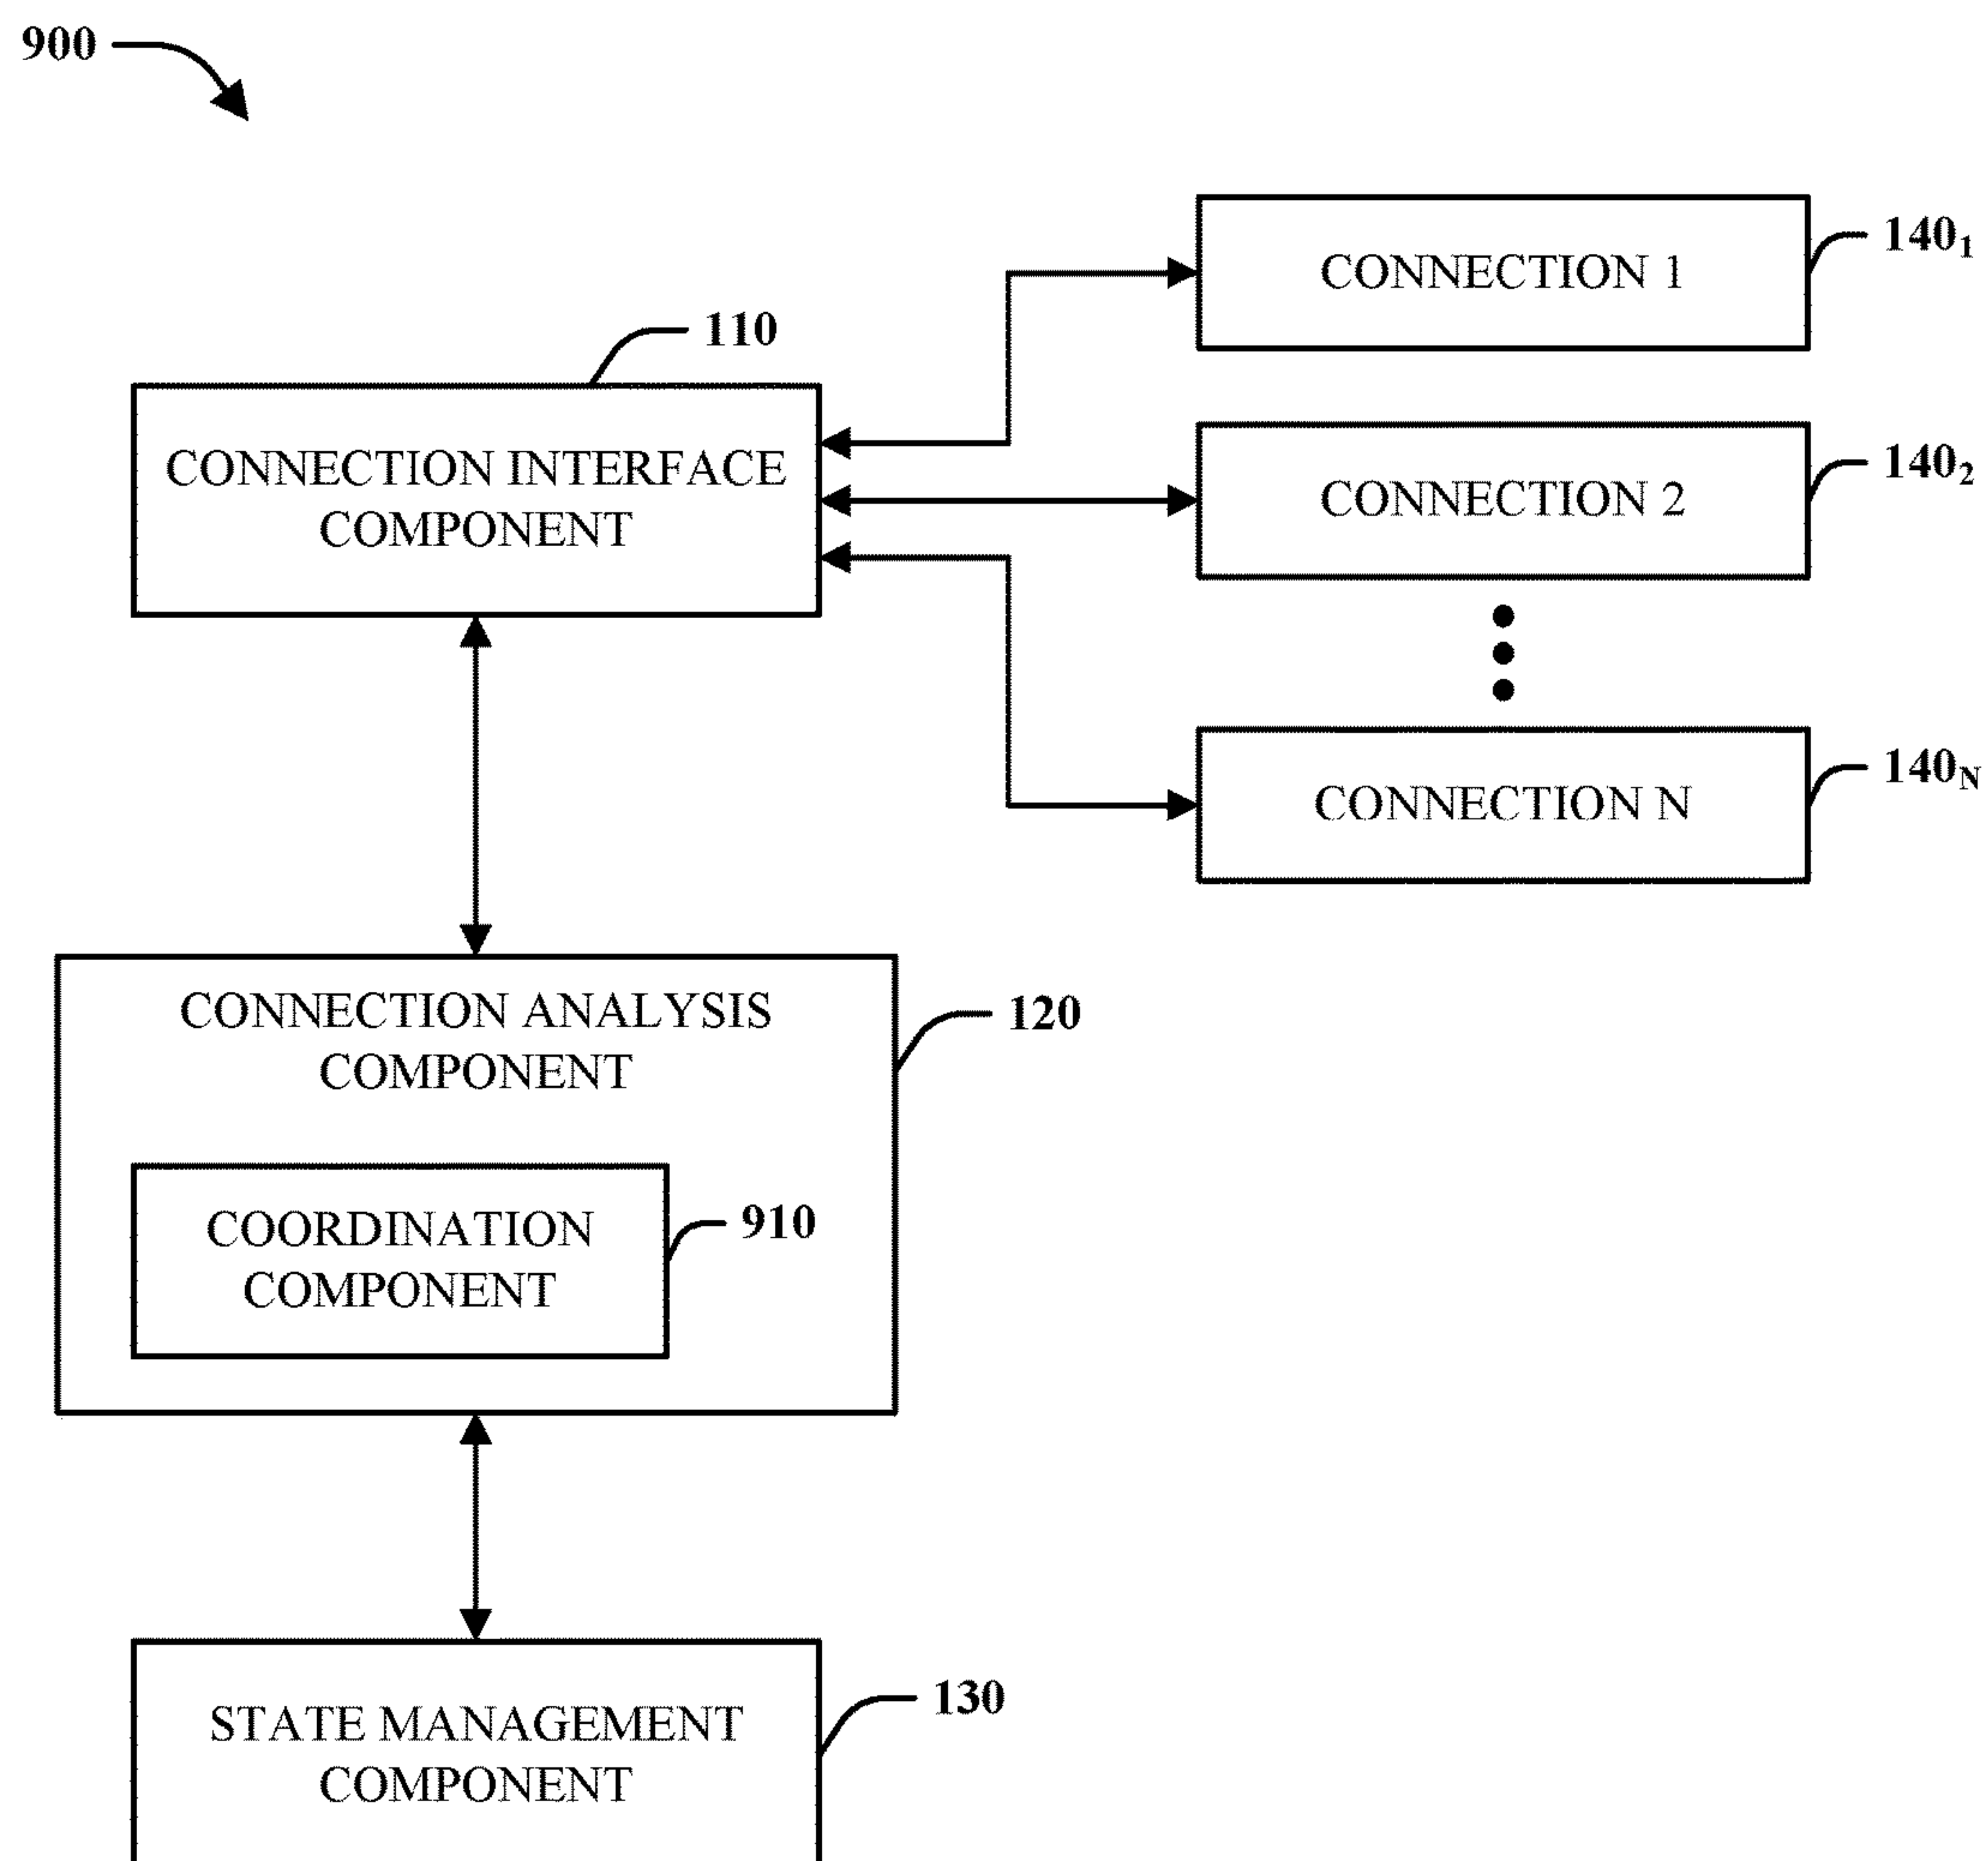 900
CONNECTION 1
140₁
110
CONNECTION INTERFACE
COMPONENT
CONNECTION 2
140₂
CONNECTION N
140ₙ
CONNECTION ANALYSIS
COMPONENT
120
COORDINATION
COMPONENT
910
STATE MANAGEMENT
COMPONENT
130